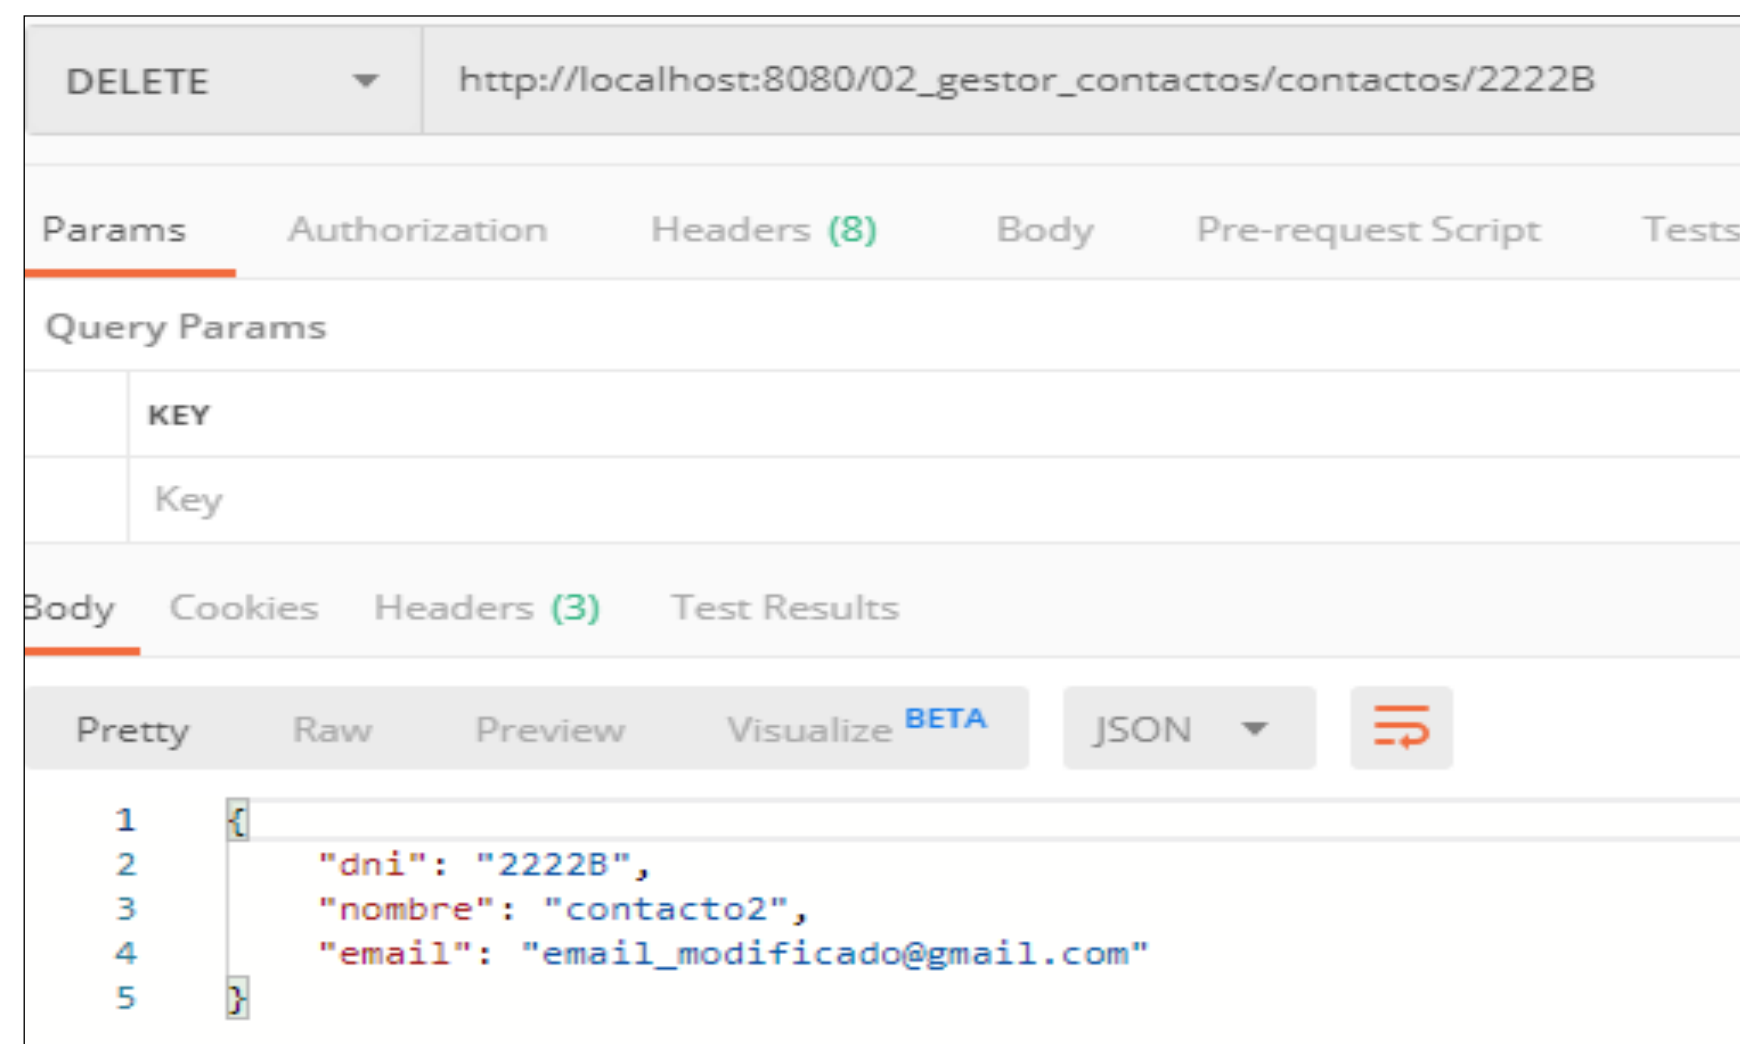 DELETE http://localhost:8080/02_gestor_contactos/contactos/2222B
Params Authorization Headers (8) Body Pre-request Script Tests
Query Params
KEY
Key
Body Cookies Headers (3) Test Results
Pretty Raw Preview Visualize BETA JSON
1 {
2 "dni": "2222B",
3 "nombre": "contacto2",
4 "email": "email_modificado@gmail.com"
5 }